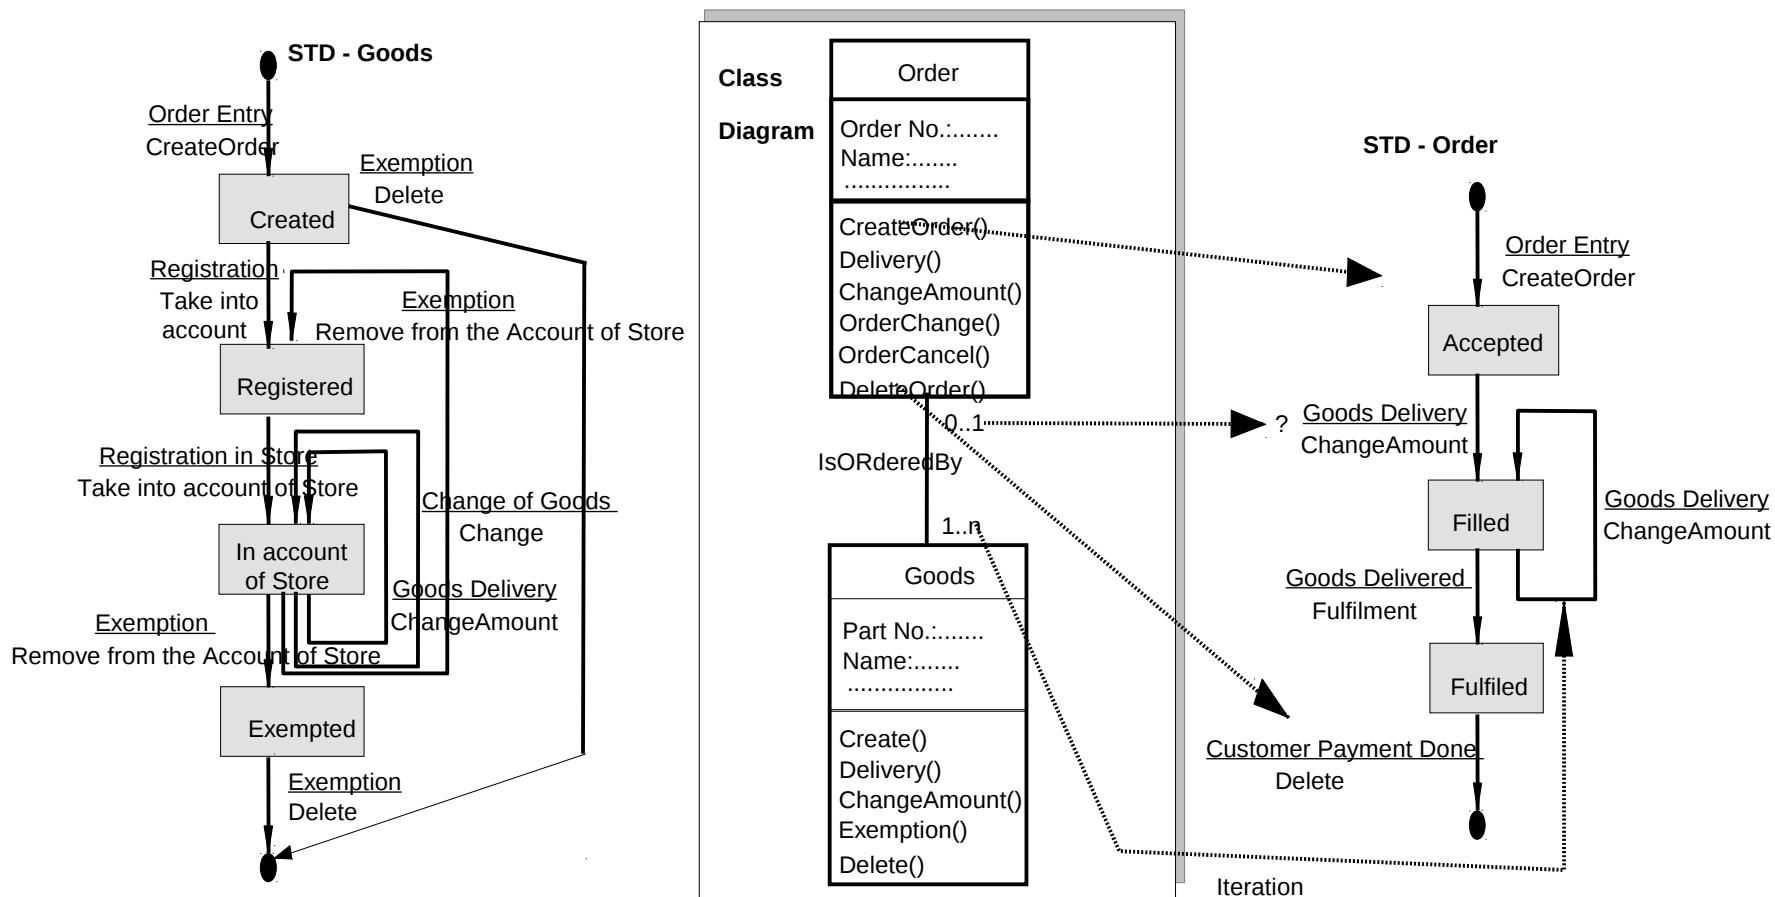 STD - Goods
Order Entry
CreateOrder
Exemption
Delete
Created
Registration
Take into
account
Exemption
Remove from the Account of Store
Registered
Registration in Store
Take into account of Store
Change of Goods
Change
In account
of Store
Goods Delivery
ChangeAmount
Exemption
Remove from the Account of Store
Exempted
Exemption
Delete
Class
Diagram
Order
Order No.:.......
Name:.......
................
CreateOrder()
Delivery()
ChangeAmount()
OrderChange()
OrderCancel()
DeleteOrder()
0..1
?
IsORderedBy
1..n
Goods
Part No.:.......
Name:.......
................
Create()
Delivery()
ChangeAmount()
Exemption()
Delete()
STD - Order
Order Entry
CreateOrder
Accepted
Goods Delivery
ChangeAmount
Filled
Goods Delivery
ChangeAmount
Goods Delivered
Fulfilment
Fulfiled
Customer Payment Done
Delete
Iteration